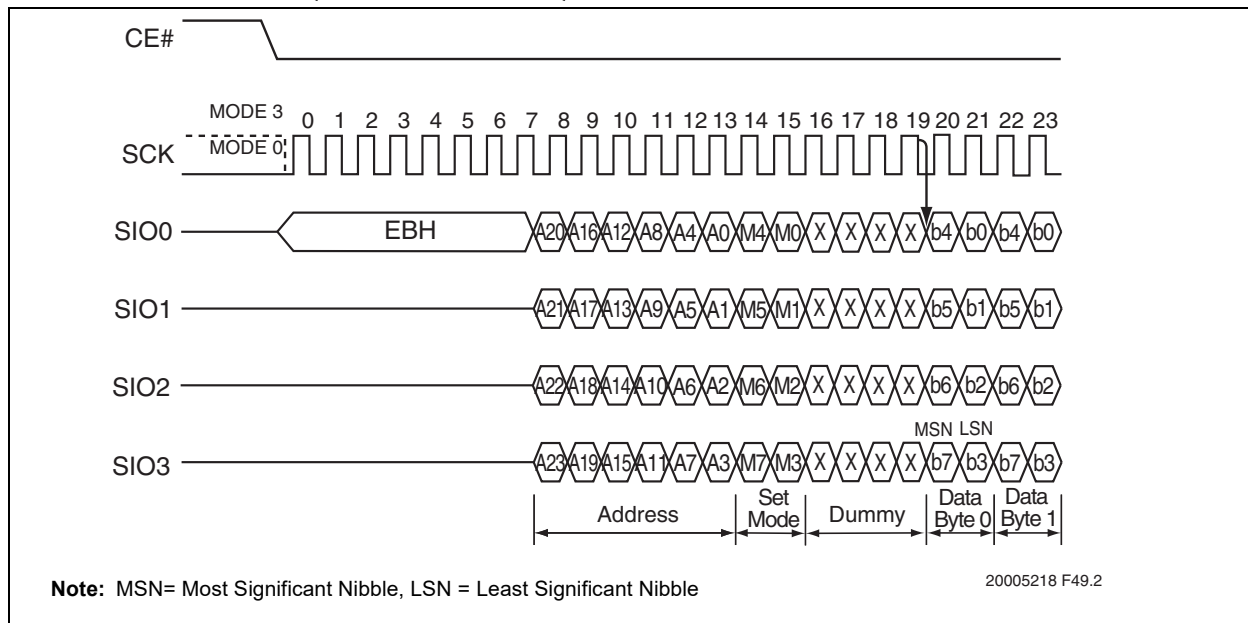 CE#
MODE 3
0 1 2 3 4 5 6 7 8 9 10 11 12 13 14 15 16 17 18 19 20 21 22 23
SCK
MODE 0
SIO0 EBH A20 A16 A12 A8 A4 A0 M4 M0 X X X X b4 b0 b4 b0
SIO1 A21 A17 A13 A9 A5 A1 M5 M1 X X X X b5 b1 b5 b1
SIO2 A22 A18 A14 A10 A6 A2 M6 M2 X X X X b6 b2 b6 b2
MSN LSN
SIO3 A23 A19 A15 A11 A7 A3 M7 M3 X X X X b7 b3 b7 b3
Address
Set
Mode
Dummy
Data
Byte 0
Data
Byte 1
Note: MSN= Most Significant Nibble, LSN = Least Significant Nibble
20005218 F49.2